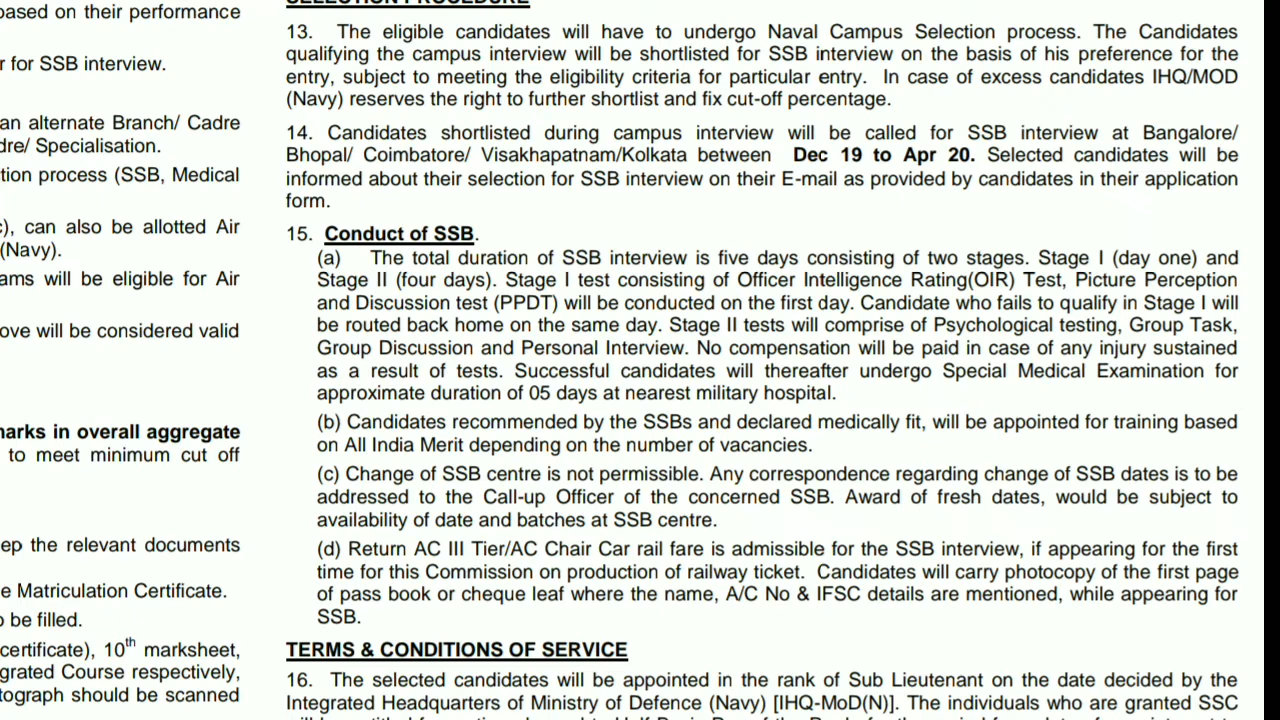 based on their performance
r for SSB interview.
an alternate Branch/ Cadre
dre/ Specialisation.
tion process (SSB, Medical
c), can also be allotted Air
(Navy).
ams will be eligible for Air
ove will be considered valid
marks in overall aggregate
to meet minimum cut off
ep the relevant documents
e Matriculation Certificate.
o be filled.
certificate), 10th marksheet,
grated Course respectively,
tograph should be scanned
SELECTION PROCEDURE
13. The eligible candidates will have to undergo Naval Campus Selection process. The Candidates
qualifying the campus interview will be shortlisted for SSB interview on the basis of his preference for the
entry, subject to meeting the eligibility criteria for particular entry. In case of excess candidates IHQ/MOD
(Navy) reserves the right to further shortlist and fix cut-off percentage.
14. Candidates shortlisted during campus interview will be called for SSB interview at Bangalore/
Bhopal/ Coimbatore/ Visakhapatnam/Kolkata between Dec 19 to Apr 20. Selected candidates will be
informed about their selection for SSB interview on their E-mail as provided by candidates in their application
form.
15. Conduct of SSB.
(a) The total duration of SSB interview is five days consisting of two stages. Stage I (day one) and
Stage II (four days). Stage I test consisting of Officer Intelligence Rating(OIR) Test, Picture Perception
and Discussion test (PPDT) will be conducted on the first day. Candidate who fails to qualify in Stage I will
be routed back home on the same day. Stage II tests will comprise of Psychological testing, Group Task,
Group Discussion and Personal Interview. No compensation will be paid in case of any injury sustained
as a result of tests. Successful candidates will thereafter undergo Special Medical Examination for
approximate duration of 05 days at nearest military hospital.
(b) Candidates recommended by the SSBs and declared medically fit, will be appointed for training based
on All India Merit depending on the number of vacancies.
(c) Change of SSB centre is not permissible. Any correspondence regarding change of SSB dates is to be
addressed to the Call-up Officer of the concerned SSB. Award of fresh dates, would be subject to
availability of date and batches at SSB centre.
(d) Return AC III Tier/AC Chair Car rail fare is admissible for the SSB interview, if appearing for the first
time for this Commission on production of railway ticket. Candidates will carry photocopy of the first page
of pass book or cheque leaf where the name, A/C No & IFSC details are mentioned, while appearing for
SSB.
TERMS & CONDITIONS OF SERVICE
16. The selected candidates will be appointed in the rank of Sub Lieutenant on the date decided by the
Integrated Headquarters of Ministry of Defence (Navy) [IHQ-MoD(N)]. The individuals who are granted SSC